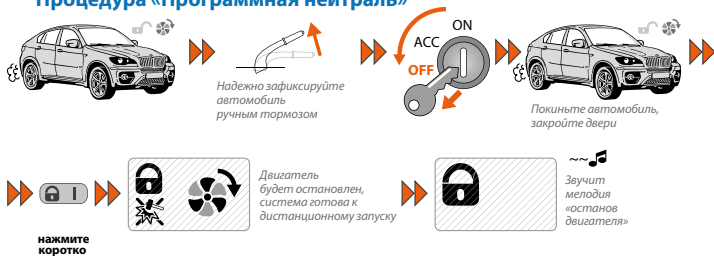 Процедура «Программная нейтраль»
Надежно зафиксируйте
автомобиль
ручным тормозом
ON
ACC
OFF
Покиньте автомобиль,
закройте двери
нажмите
коротко
Двигатель
будет остановлен,
система готова к
дистанционному запуску
Звучит
мелодия
«останов
двигателя»